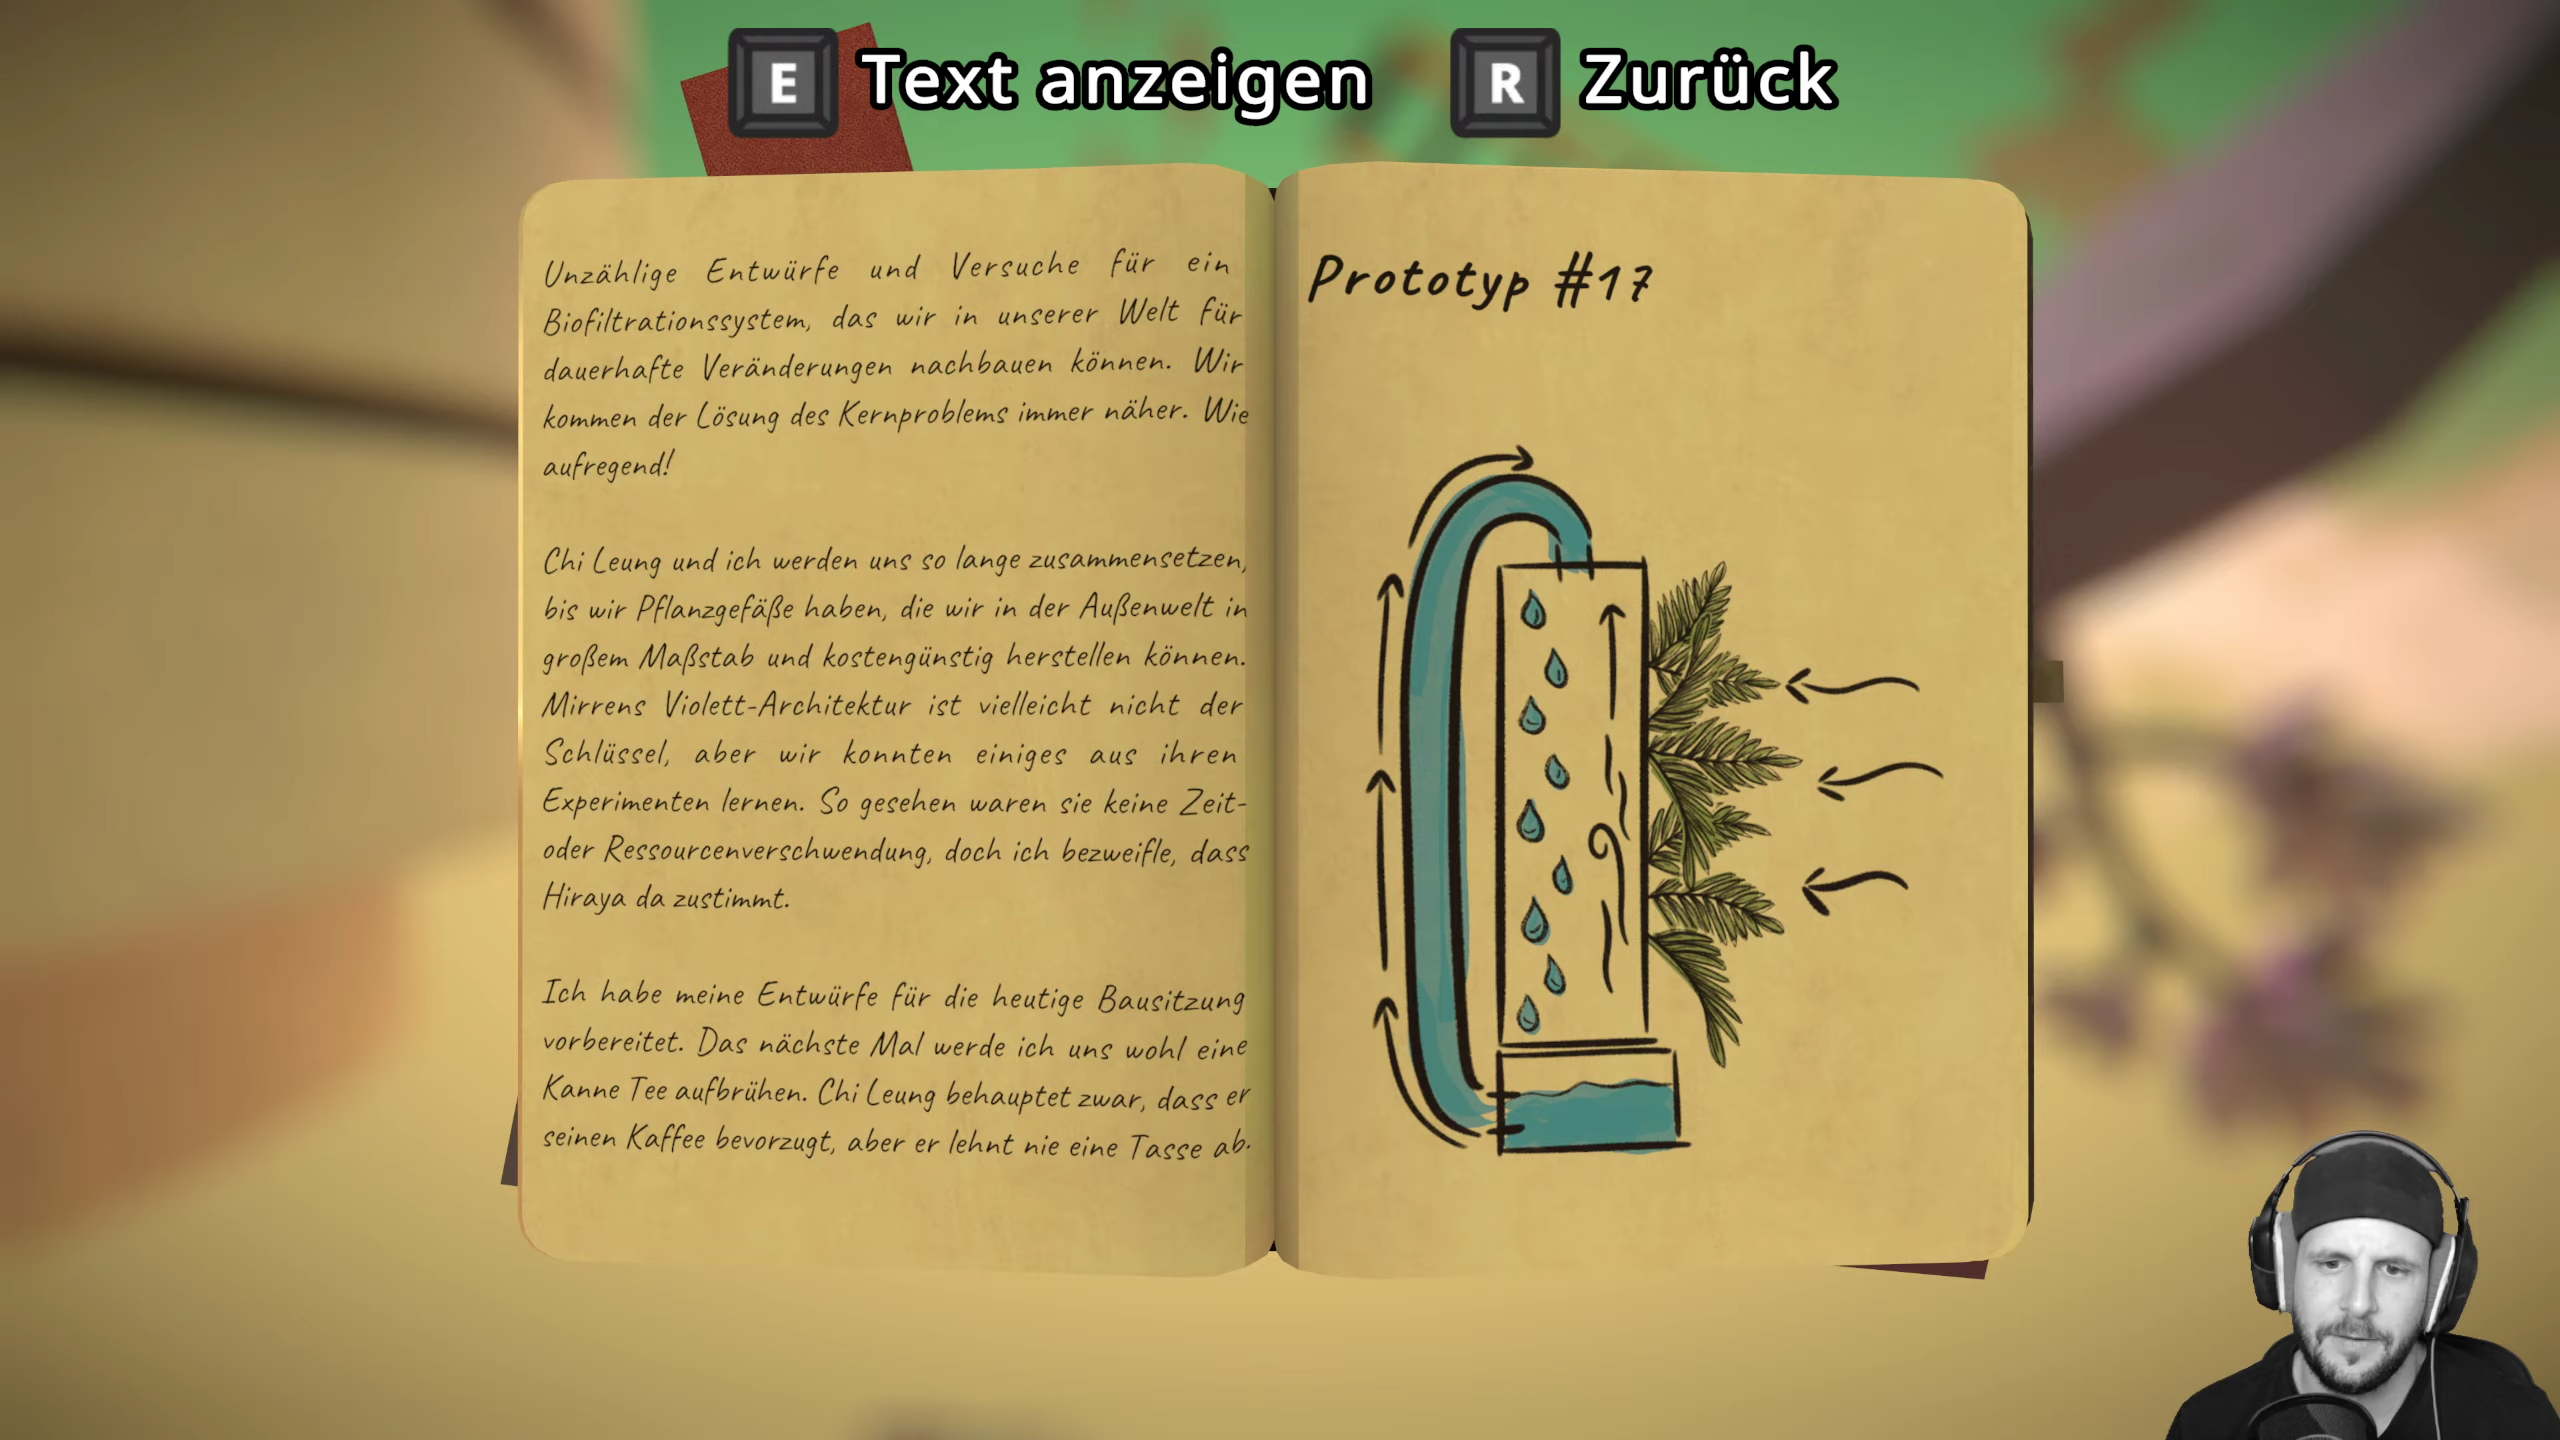 E Text anzeigen R Zurück
Unzählige Entwürfe und Versuche für ein
Biofiltrationssystem, das wir in unserer Welt für
dauerhafte Veränderungen nachbauen können. Wir
kommen der Lösung des Kernproblems immer näher. Wie
aufregend!
Chi Leung und ich werden uns so lange zusammensetzen,
bis wir Pflanzgefäße haben, die wir in der Außenwelt in
großem Maßstab und kostengünstig herstellen können.
Mirrens Violett-Architektur ist vielleicht nicht der
Schlüssel, aber wir konnten einiges aus ihren
Experimenten lernen. So gesehen waren sie keine Zeit-
oder Ressourcenverschwendung, doch ich bezweifle, dass
Hiraya da zustimmt.
Ich habe meine Entwürfe für die heutige Bausitzung
vorbereitet. Das nächste Mal werde ich uns wohl eine
Kanne Tee aufbrühen. Chi Leung behauptet zwar, dass er
seinen Kaffee bevorzugt, aber er lehnt nie eine Tasse ab.
Prototyp #17